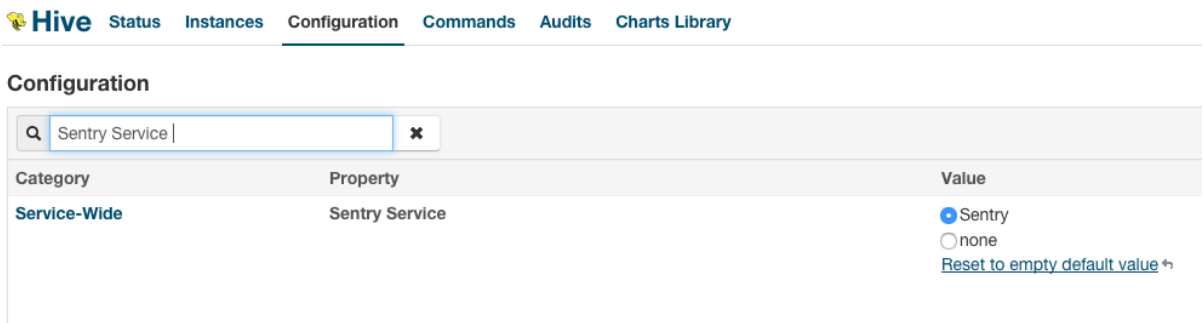 Hive Status Instances Configuration Commands Audits Charts Library
Configuration
Sentry Service
Category Property Value
Service-Wide Sentry Service Sentry
none
Reset to empty default value